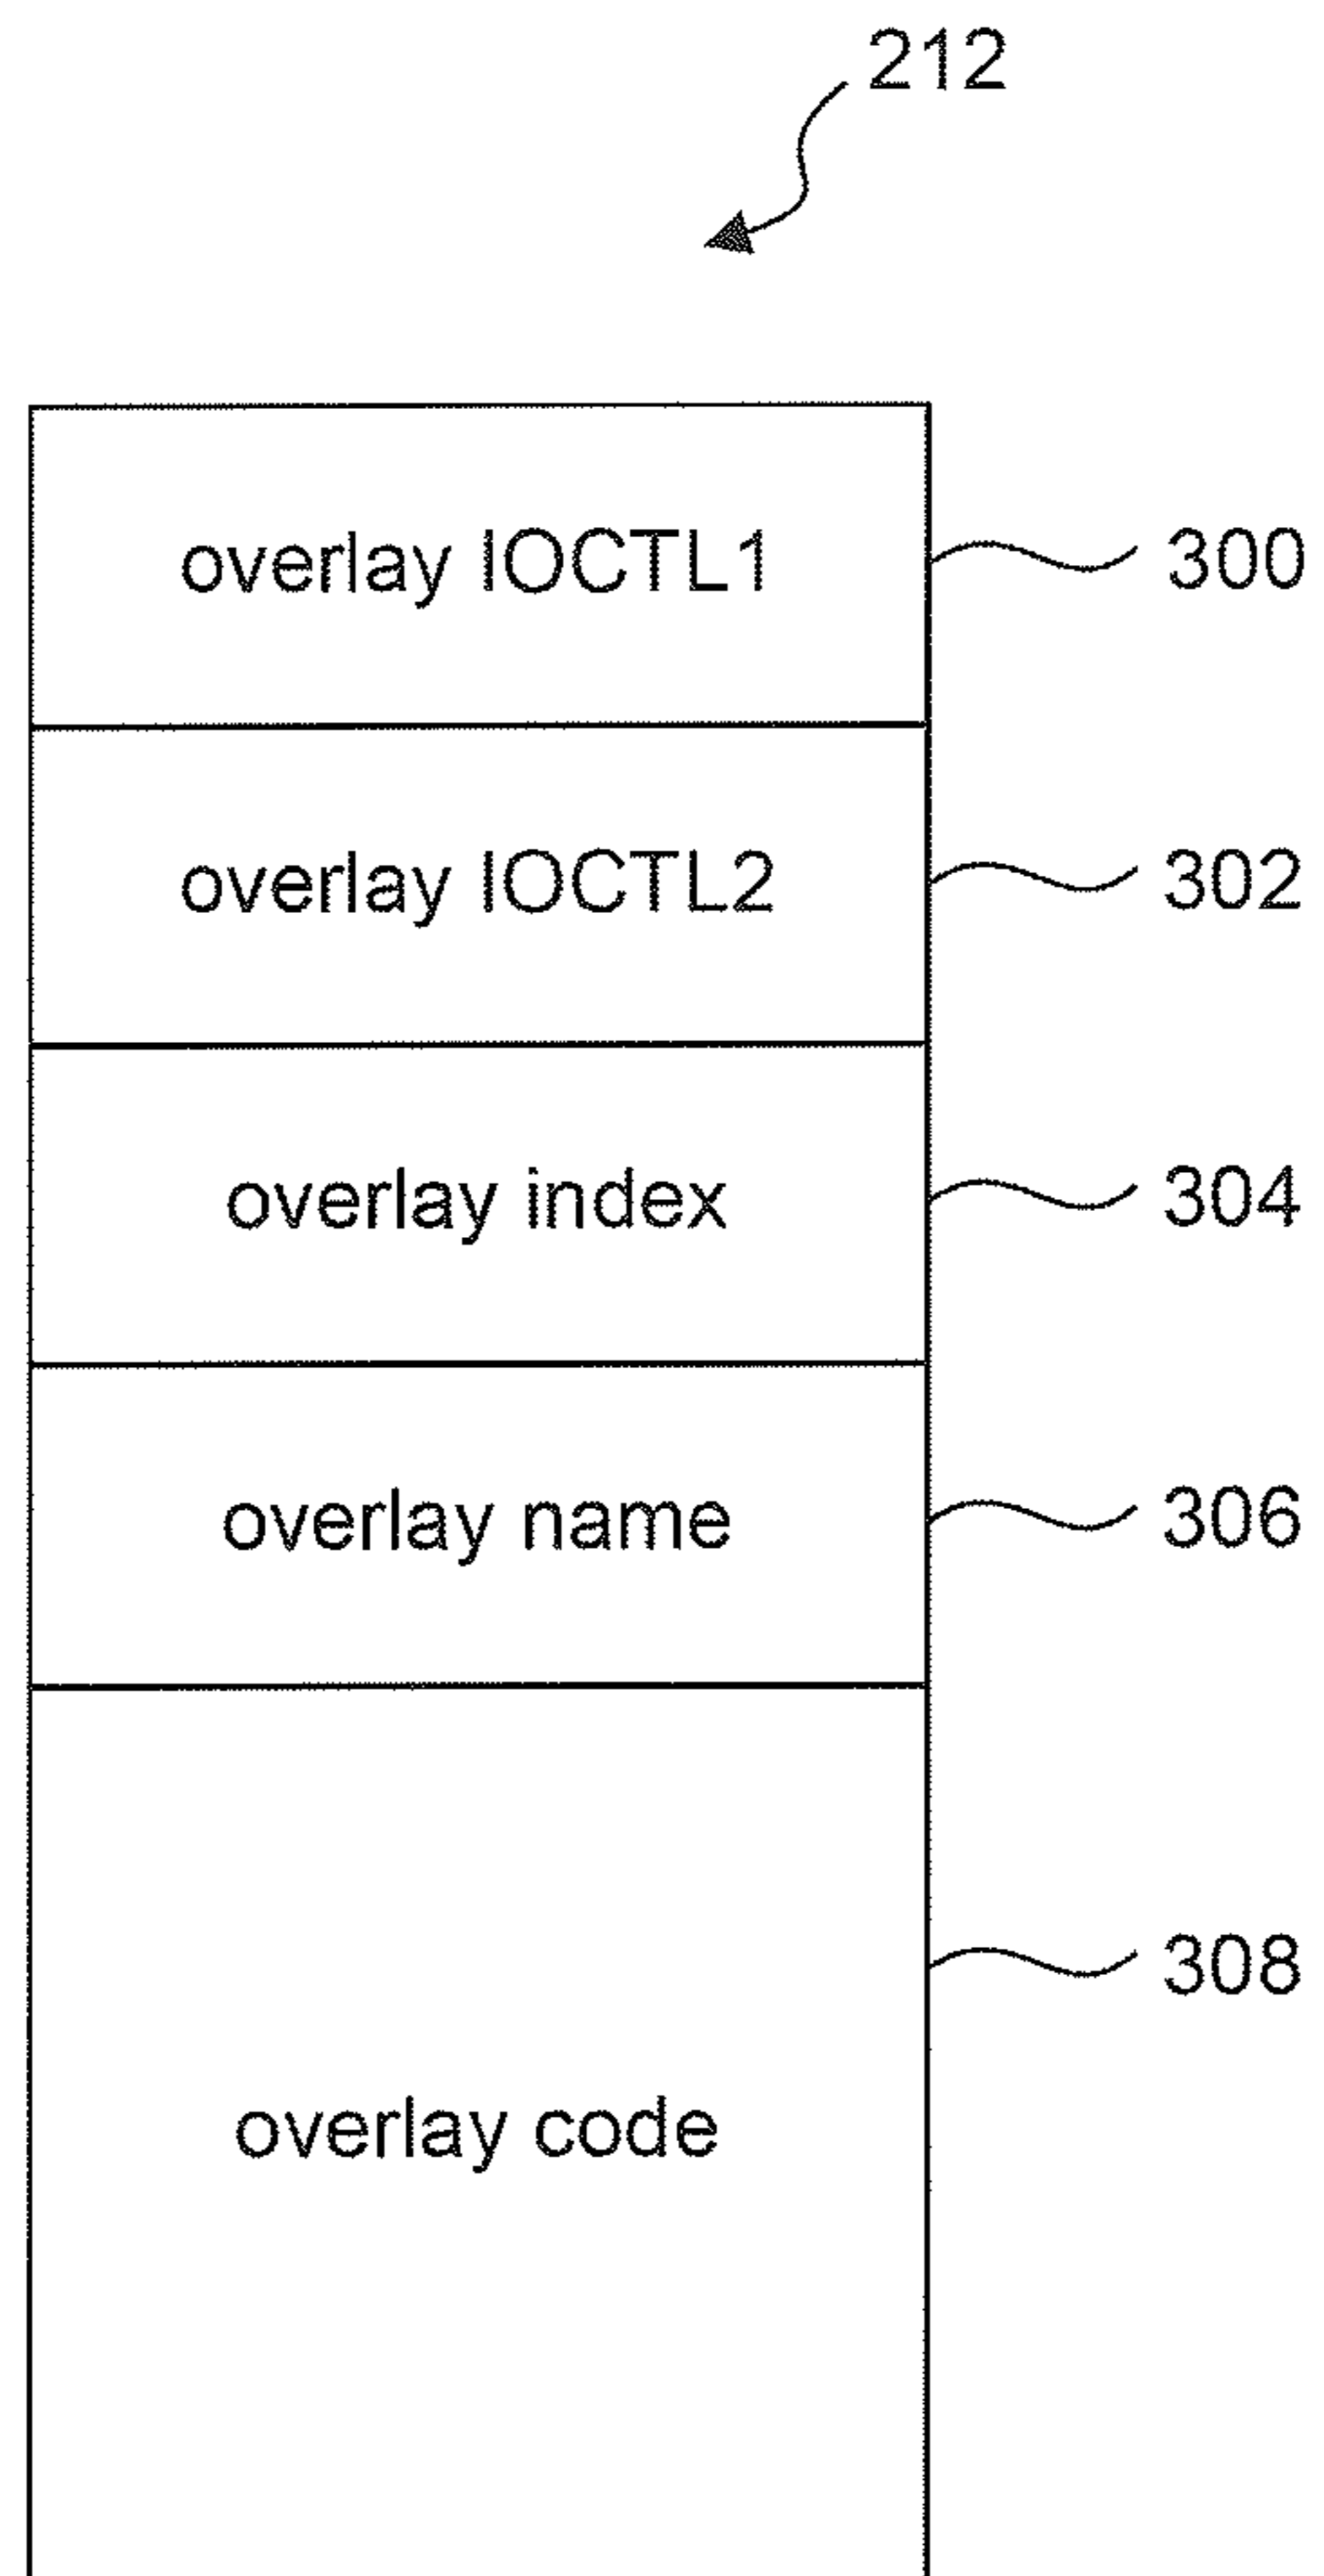 212
overlay IOCTL1 300
overlay IOCTL2 302
overlay index 304
overlay name 306
308
overlay code